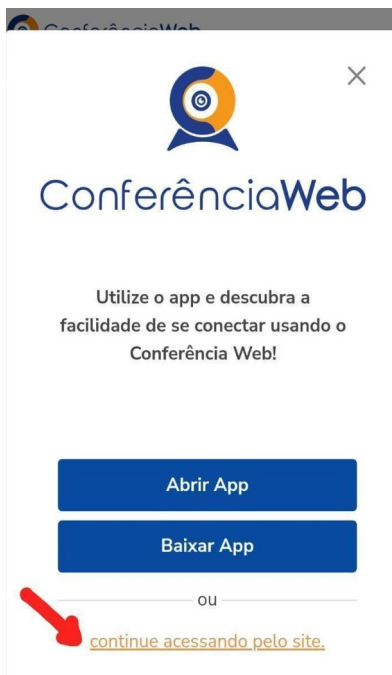 ConferênciaWeb
ConferênciaWeb
Utilize o app e descubra a
facilidade de se conectar usando o
Conferência Web!
Abrir App
Baixar App
ou
continue acessando pelo site.